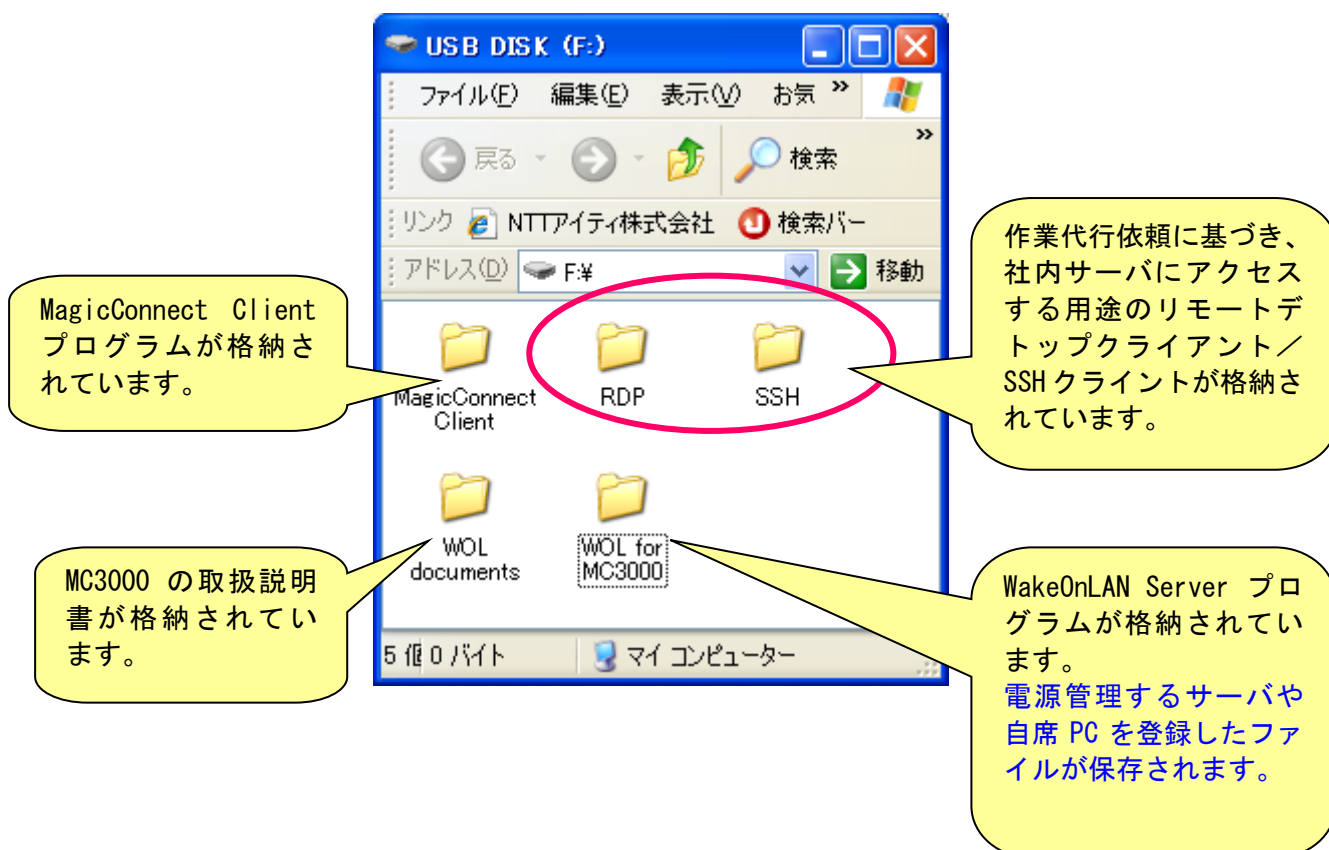 USB DISK (F:)
ファイル(F) 編集(E) 表示(V) お気 »
戻る 検索 »
リンク NTTアイティ株式会社 検索バー
アドレス(D) F:¥ 移動
MagicConnect Client
プログラムが格納さ
れています。
作業代行依頼に基づき、
社内サーバにアクセス
する用途のリモートデ
トップクライアント／
SSHクライントが格納さ
れています。
MagicConnect
Client
RDP
SSH
WOL
documents
WOL for
MC3000
MC3000 の取扱説明
書が格納されてい
ます。
WakeOnLAN Server プロ
グラムが格納されてい
ます。
電源管理するサーバや
自席 PC を登録したファ
イルが保存されます。
5 個 0 バイト マイ コンピューター